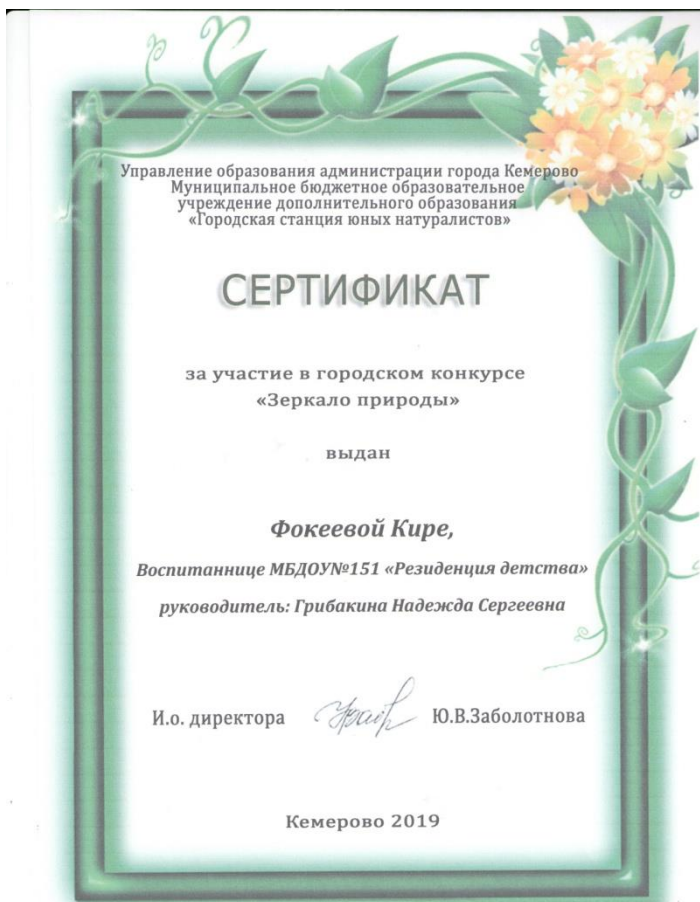 Управление образования администрации города Кемерово
Муниципальное бюджетное образовательное
учреждение дополнительного образования
«Городская станция юных натуралистов»
СЕРТИФИКАТ
за участие в городском конкурсе
«Зеркало природы»
выдан
Фокеевой Кире,
Воспитаннице МБДОУ№151 «Резиденция детства»
руководитель: Грибакина Надежда Сергеевна
И.о. директора Ю.В.Заболотнова
Кемерово 2019